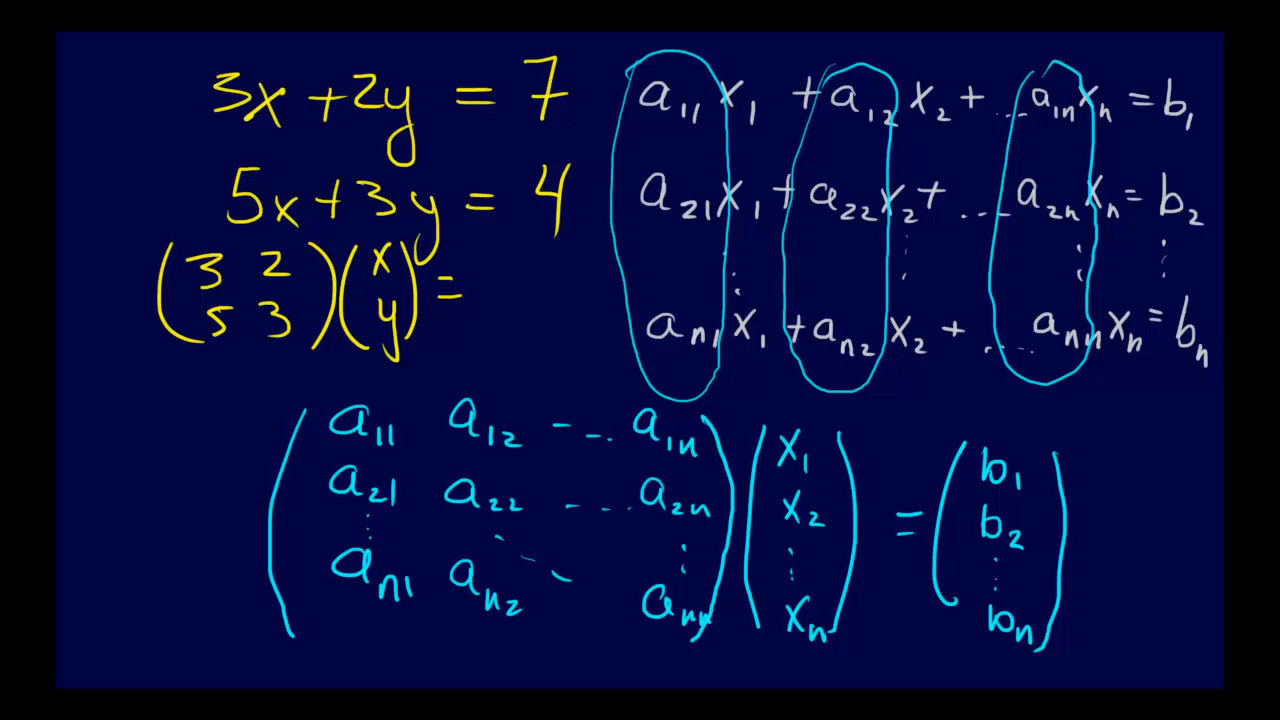 3x + 2y = 7
5x + 3y = 4
(3 2) (x) =
(5 3) (y)
a₁₁ x₁ + a₁₂ x₂ + ... a₁ₙ xₙ = b₁
a₂₁ x₁ + a₂₂ x₂ + ... a₂ₙ xₙ = b₂
⋮ ⋮ ⋮ ⋮
aₙ₁ x₁ + aₙ₂ x₂ + ... aₙₙ xₙ = bₙ
(a₁₁ a₁₂ ... a₁ₙ) (x₁) = (b₁)
(a₂₁ a₂₂ ... a₂ₙ) (x₂) (b₂)
⋮ ⋱ ⋮ ⋮ ⋮
(aₙ₁ aₙ₂ aₙₙ) (xₙ) (bₙ)